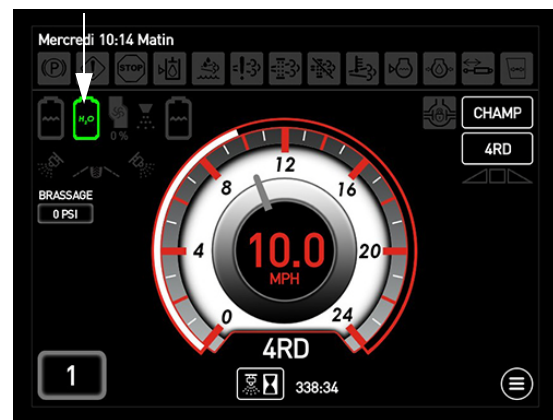 Mercredi 10:14 Matin
(P)
STOP
H₂O
0 %
CHAMP
4RD
BRASSAGE
0 PSI
0
4
8
12
16
20
24
10.0
MPH
4RD
1
338:34